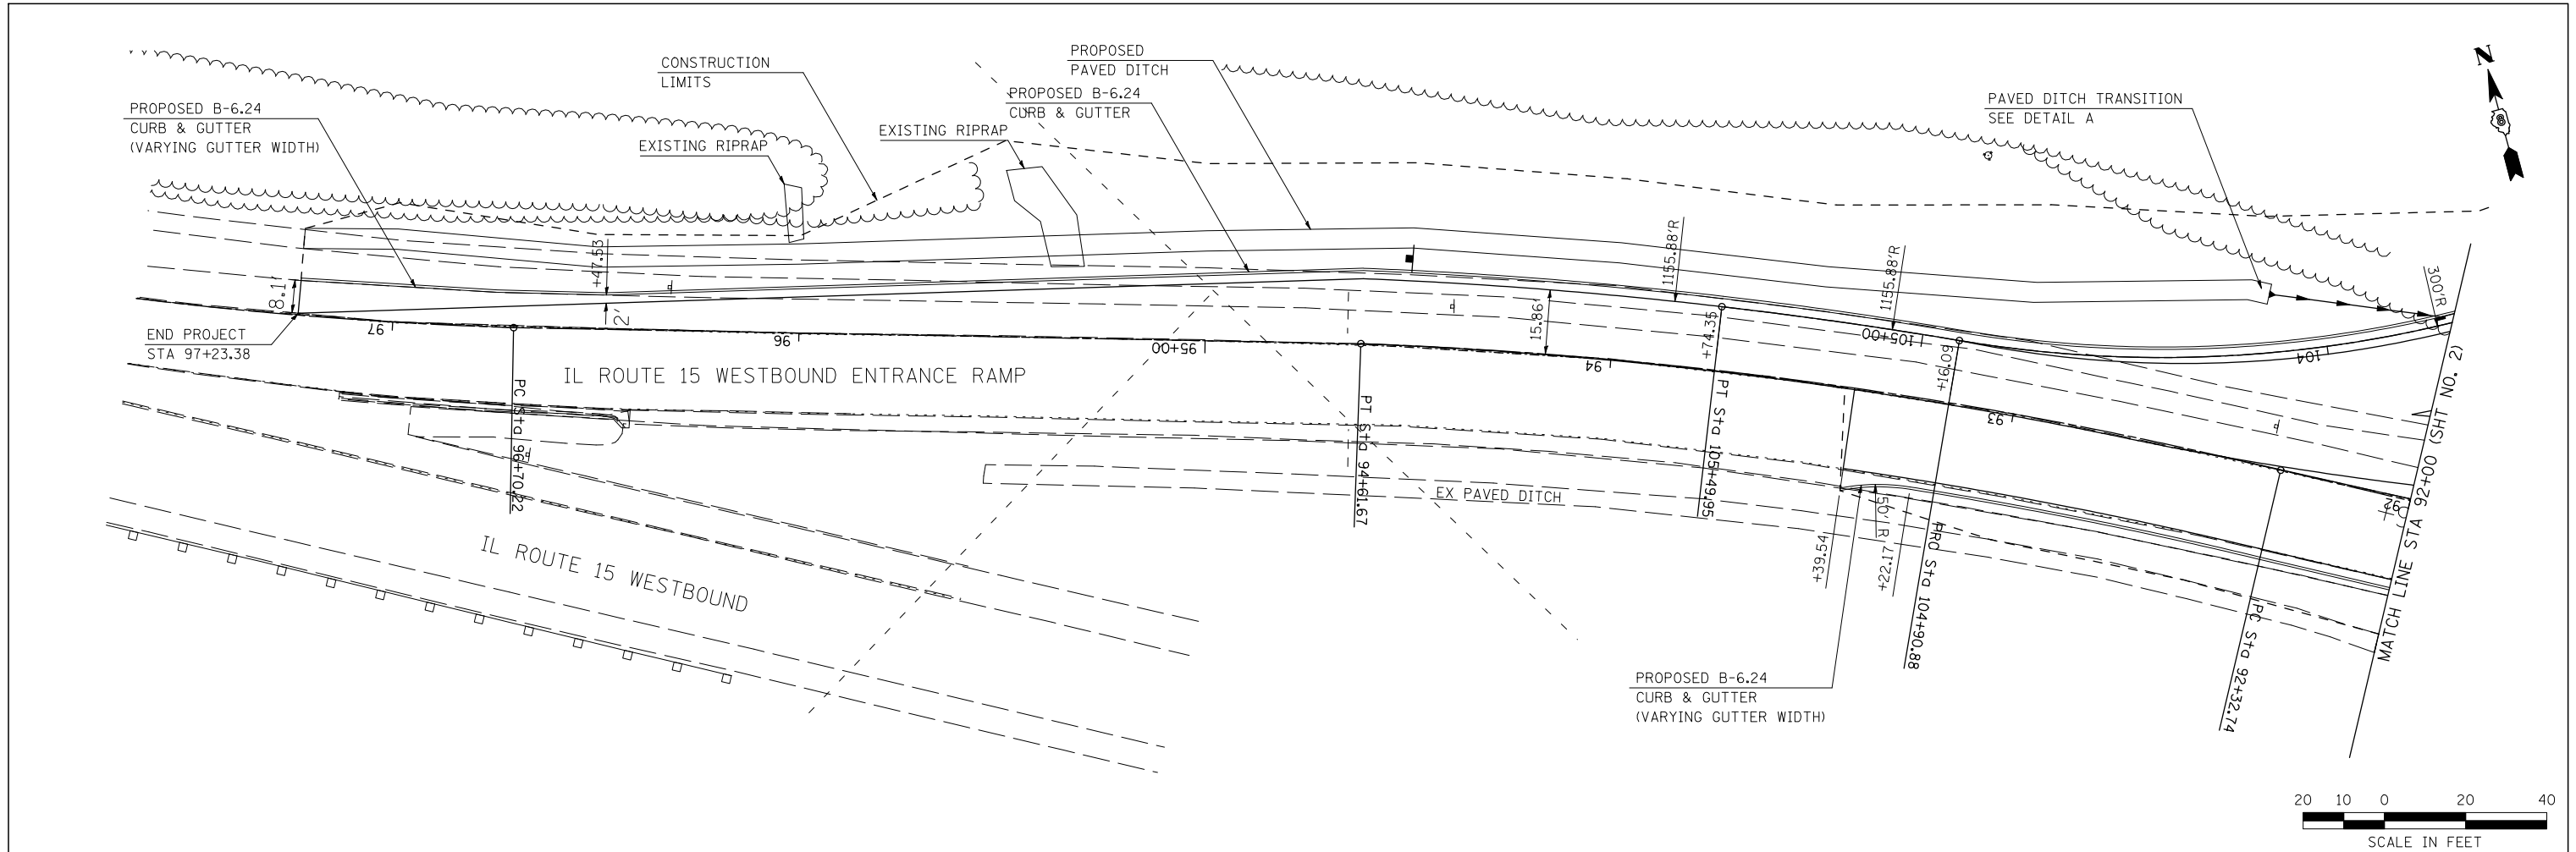 PROPOSED
PAVED DITCH
CONSTRUCTION
LIMITS
PROPOSED B-6.24
CURB & GUTTER
PROPOSED B-6.24
CURB & GUTTER
(VARYING GUTTER WIDTH)
EXISTING RIPRAP
EXISTING RIPRAP
PAVED DITCH TRANSITION
SEE DETAIL A
N
8
+47.53
8.1'
2'
1155.88'R
1155.88'R
300'R
END PROJECT
STA 97+23.38
97
96
95+00
15.86'
94
+74.35
105+00
+16.09
104
93
92
IL ROUTE 15 WESTBOUND ENTRANCE RAMP
PC Sta 96+70.22
PT Sta 94+61.67
PT Sta 105+49.95
PRC Sta 104+90.88
PC Sta 92+32.74
MATCH LINE STA 92+00 (SHT NO. 2)
EX PAVED DITCH
+39.54
50' R
+22.17
IL ROUTE 15 WESTBOUND
PROPOSED B-6.24
CURB & GUTTER
(VARYING GUTTER WIDTH)
20 10 0 20 40
SCALE IN FEET